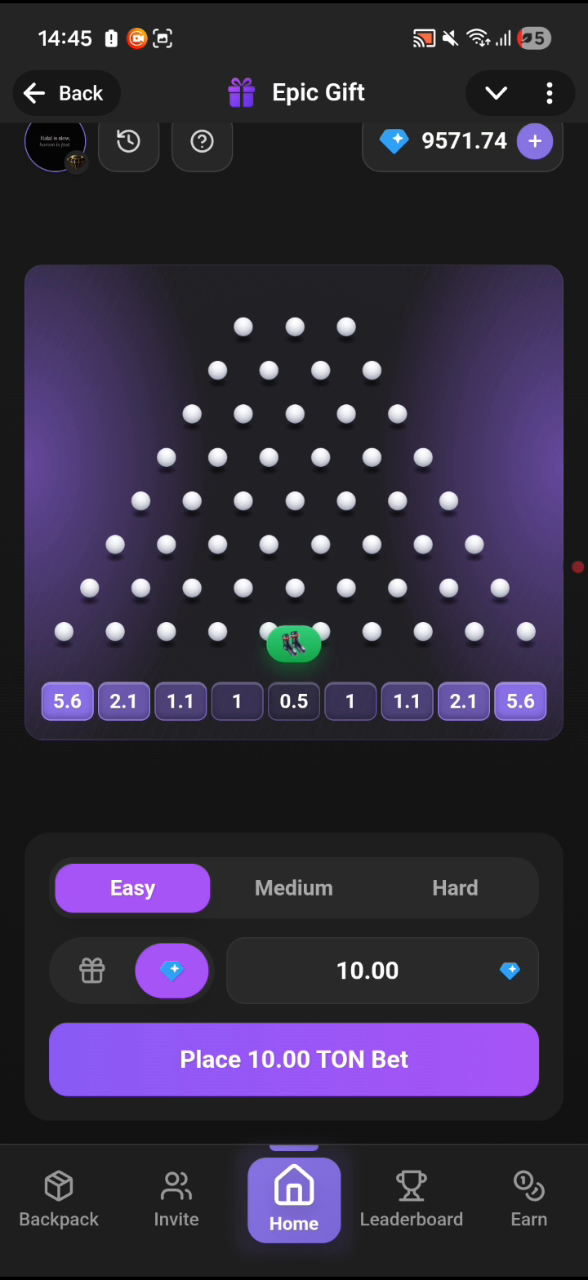 14:45
5
Back
Epic Gift
9571.74
5.6 2.1 1.1 1 0.5 1 1.1 2.1 5.6
Easy Medium Hard
10.00
Place 10.00 TON Bet
Backpack Invite Home Leaderboard Earn